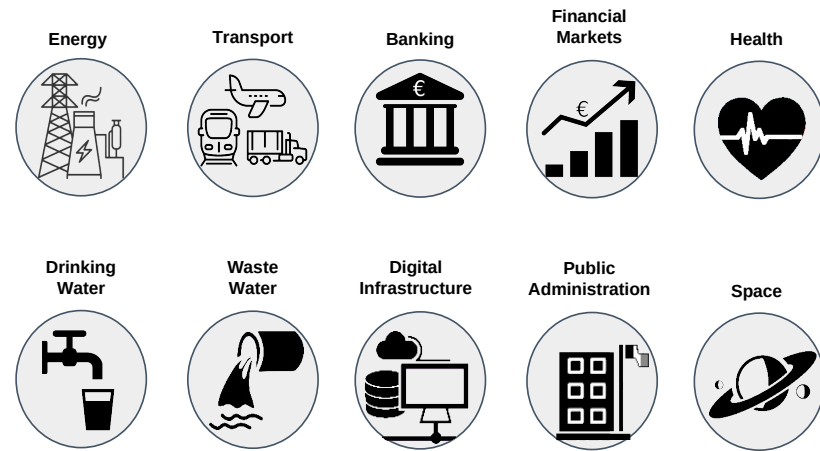 Energy
Transport
Banking
Financial
Markets
Health
€
€
Drinking
Water
Waste
Water
Digital
Infrastructure
Public
Administration
Space